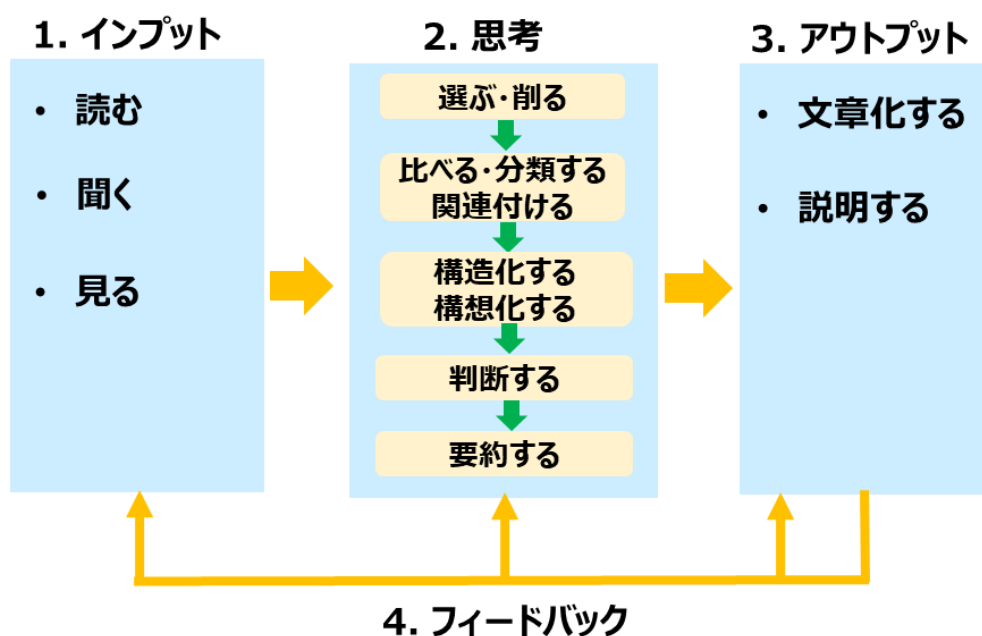 1. インプット
・ 読む
・ 聞く
・ 見る
2. 思考
選ぶ・削る
比べる・分類する
関連付ける
構造化する
構想化する
判断する
要約する
3. アウトプット
・ 文章化する
・ 説明する
4. フィードバック